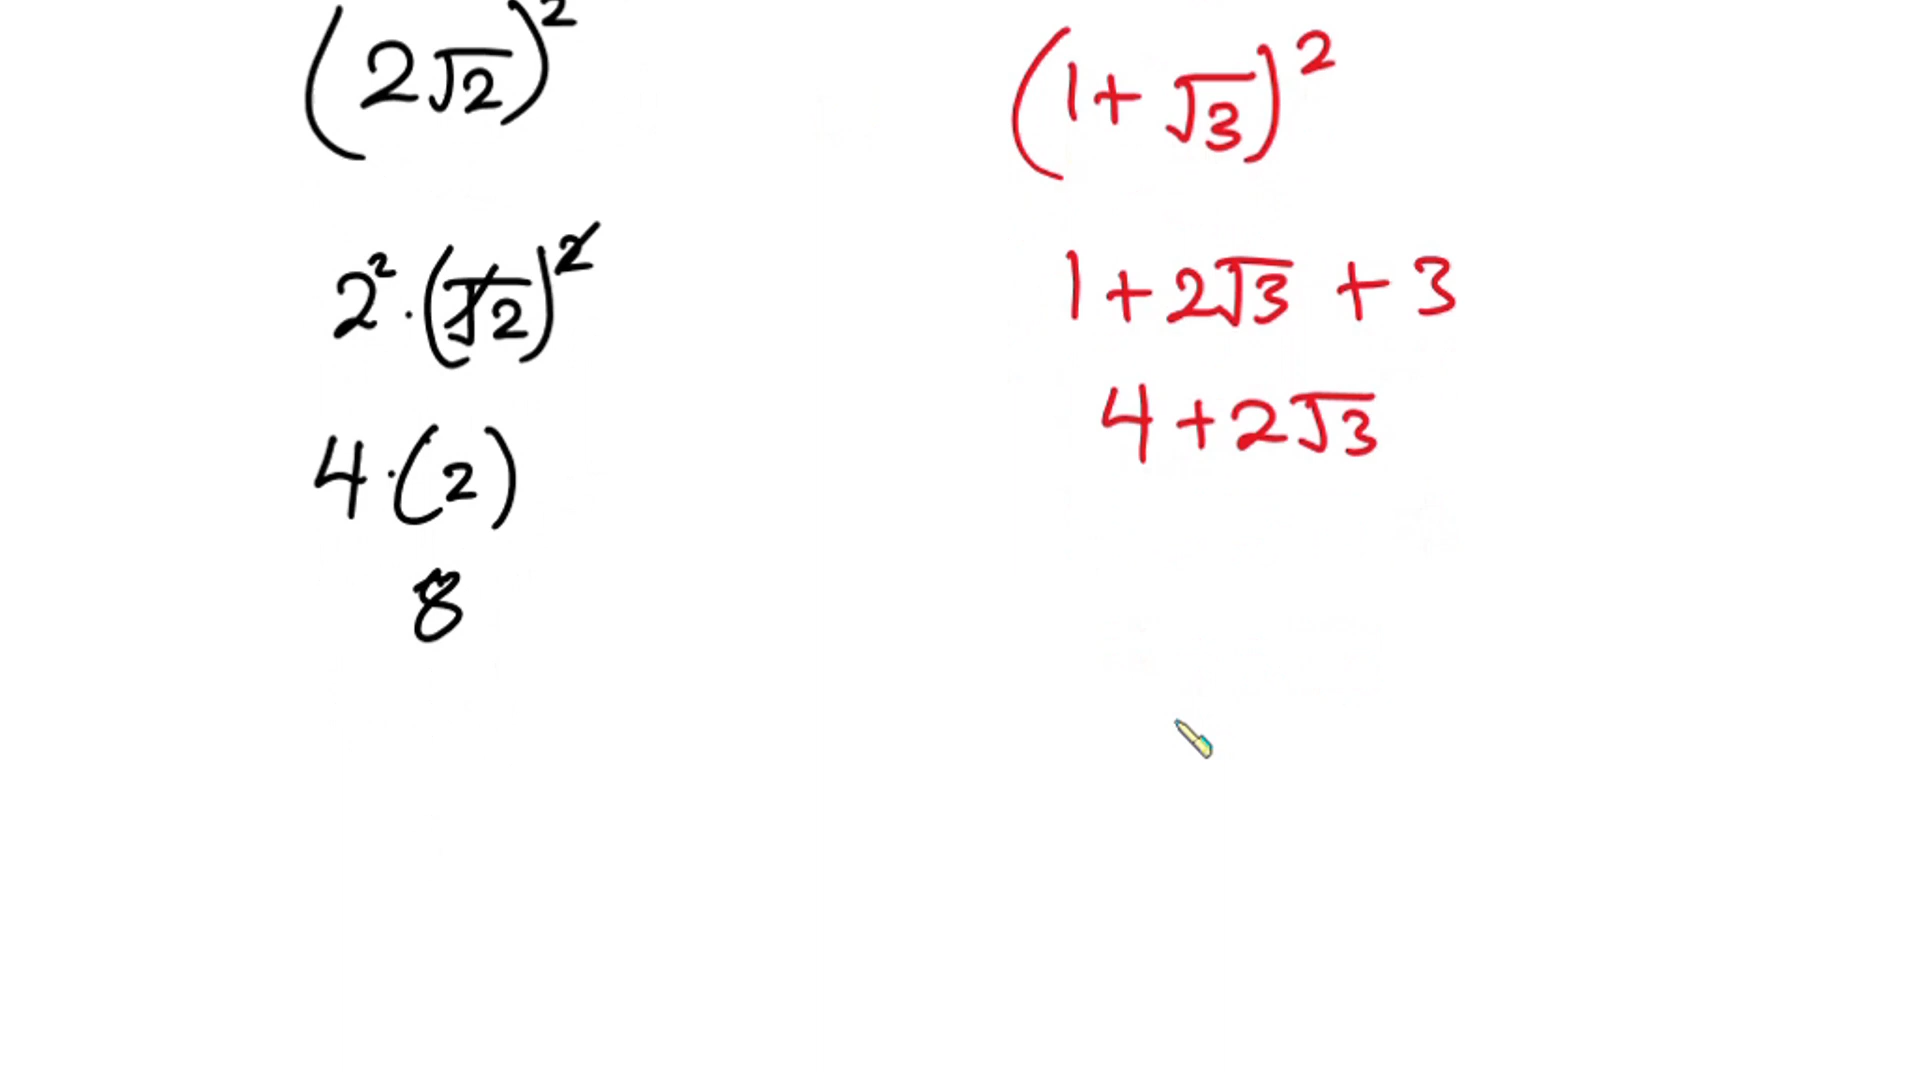 (2√2)²
2² · (√2)²
4 · (2)
8
(1 + √3)²
1 + 2√3 + 3
4 + 2√3